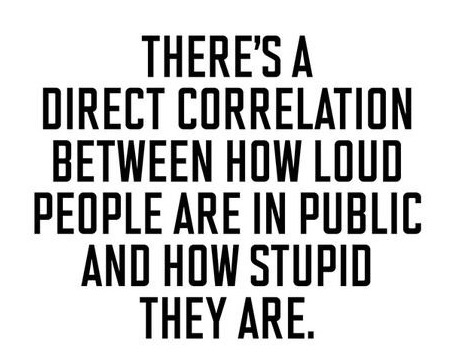 THERE'S A
DIRECT CORRELATION
BETWEEN HOW LOUD
PEOPLE ARE IN PUBLIC
AND HOW STUPID
THEY ARE.